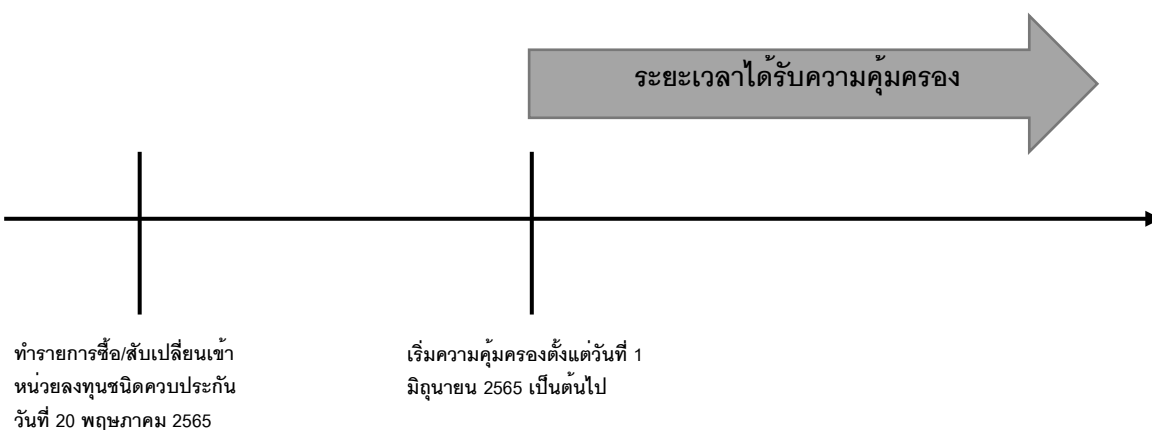 ระยะเวลาได้รับความคุ้มครอง
ทำรายการซื้อ/สับเปลี่ยนเข้า
หน่วยลงทุนชนิดควบประกัน
วันที่ 20 พฤษภาคม 2565
เริ่มความคุ้มครองตั้งแต่วันที่ 1
มิถุนายน 2565 เป็นต้นไป